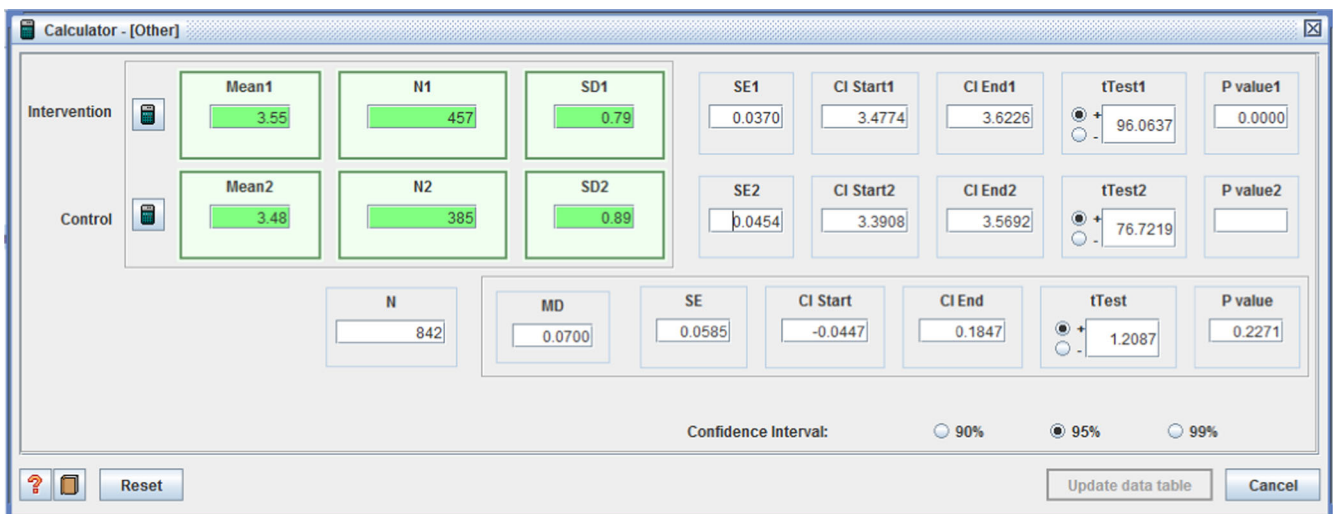 Calculator - [Other]
Mean1 N1 SD1 SE1 CI Start1 CI End1 tTest1 P value1
Intervention 3.55 457 0.79 0.0370 3.4774 3.6226 + - 96.0637 0.0000
Mean2 N2 SD2 SE2 CI Start2 CI End2 tTest2 P value2
Control 3.48 385 0.89 0.0454 3.3908 3.5692 + - 76.7219
N MD SE CI Start CI End tTest P value
842 0.0700 0.0585 -0.0447 0.1847 + - 1.2087 0.2271
Confidence Interval: 90% 95% 99%
? Reset Update data table Cancel